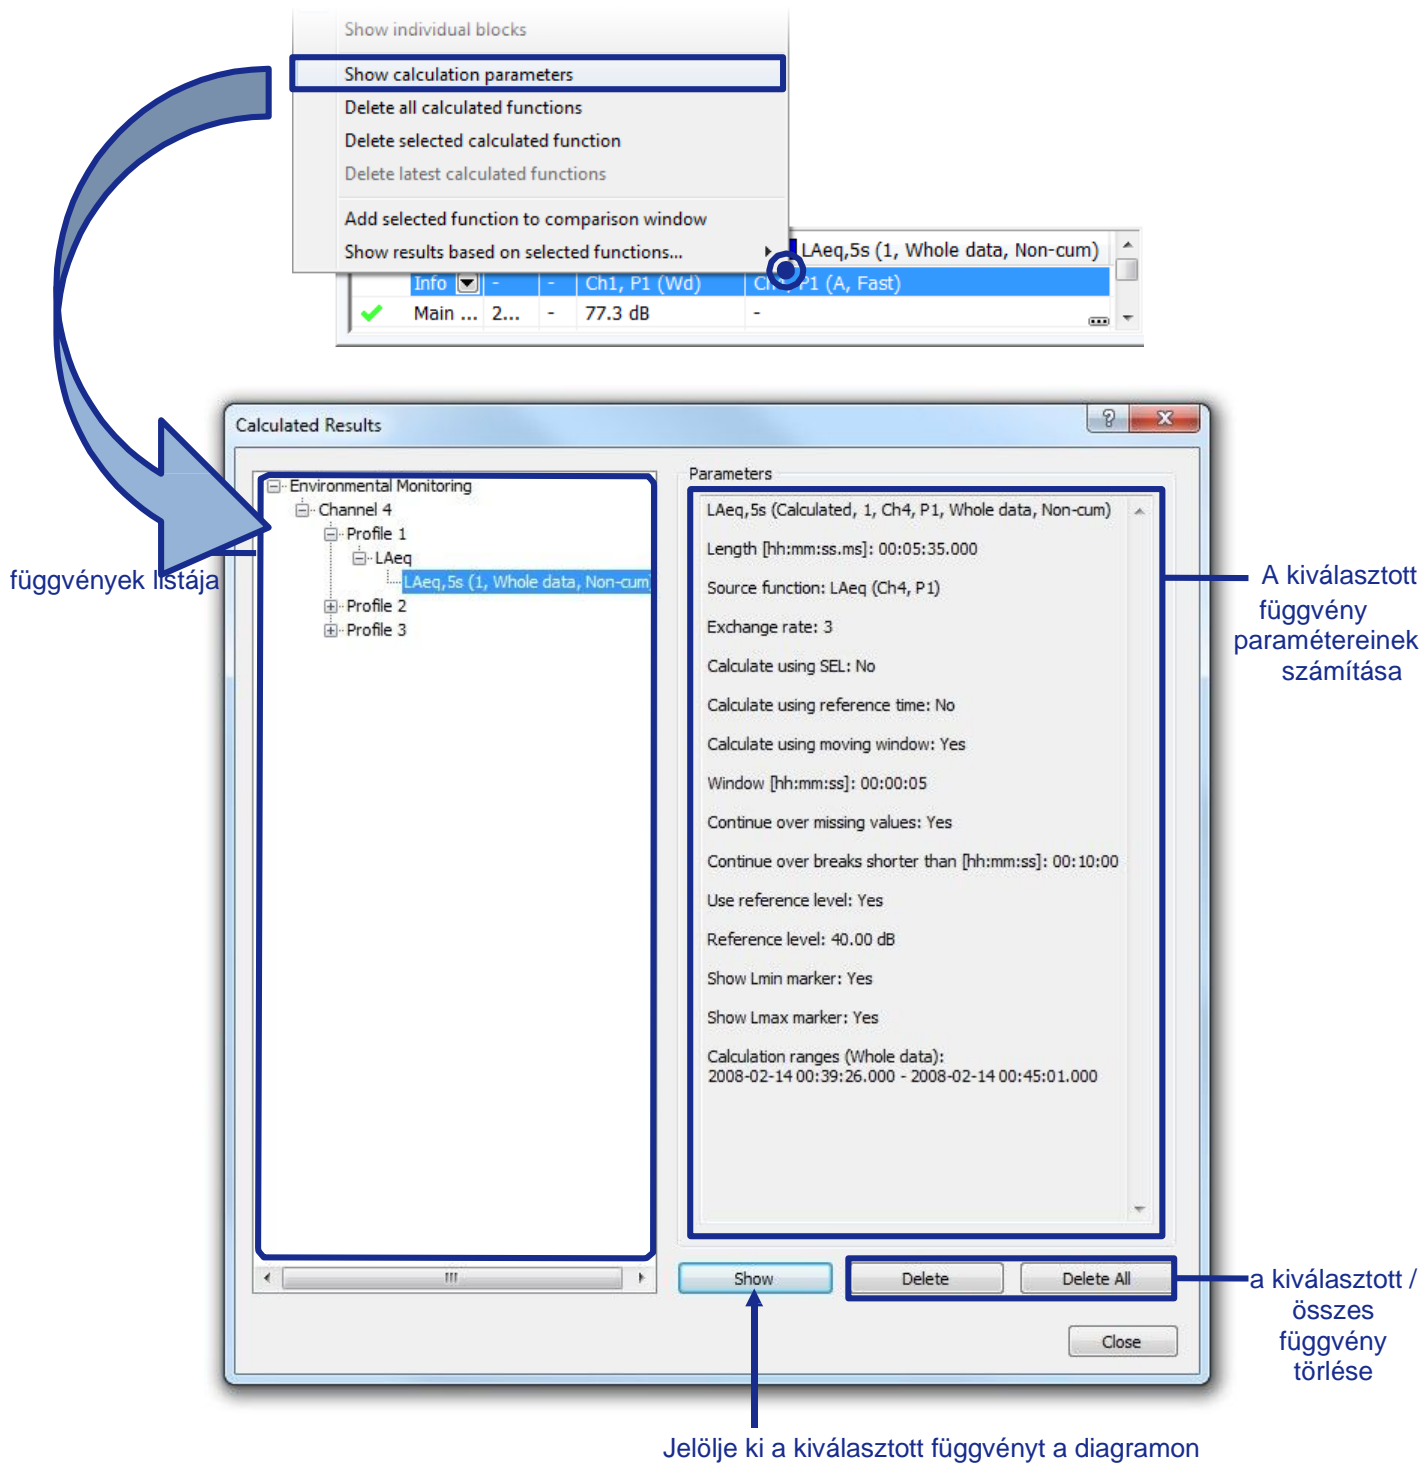 Show individual blocks
Show calculation parameters
Delete all calculated functions
Delete selected calculated function
Delete latest calculated functions
Add selected function to comparison window
Show results based on selected functions...
LAeq,5s (1, Whole data, Non-cum)
Info - - Ch1, P1 (Wd) P1 (A, Fast)
Main ... 2... - 77.3 dB -
Calculated Results
Environmental Monitoring
Channel 4
Profile 1
LAeq
LAeq,5s (1, Whole data, Non-cum
Profile 2
Profile 3
függvények listája
Parameters
LAeq,5s (Calculated, 1, Ch4, P1, Whole data, Non-cum)
Length [hh:mm:ss.ms]: 00:05:35.000
Source function: LAeq (Ch4, P1)
Exchange rate: 3
Calculate using SEL: No
Calculate using reference time: No
Calculate using moving window: Yes
Window [hh:mm:ss]: 00:00:05
Continue over missing values: Yes
Continue over breaks shorter than [hh:mm:ss]: 00:10:00
Use reference level: Yes
Reference level: 40.00 dB
Show Lmin marker: Yes
Show Lmax marker: Yes
Calculation ranges (Whole data):
2008-02-14 00:39:26.000 - 2008-02-14 00:45:01.000
A kiválasztott
függvény
paramétereinek
számítása
Show
Delete
Delete All
Close
a kiválasztott /
összes
függvény
törlése
Jelölje ki a kiválasztott függvényt a diagramon